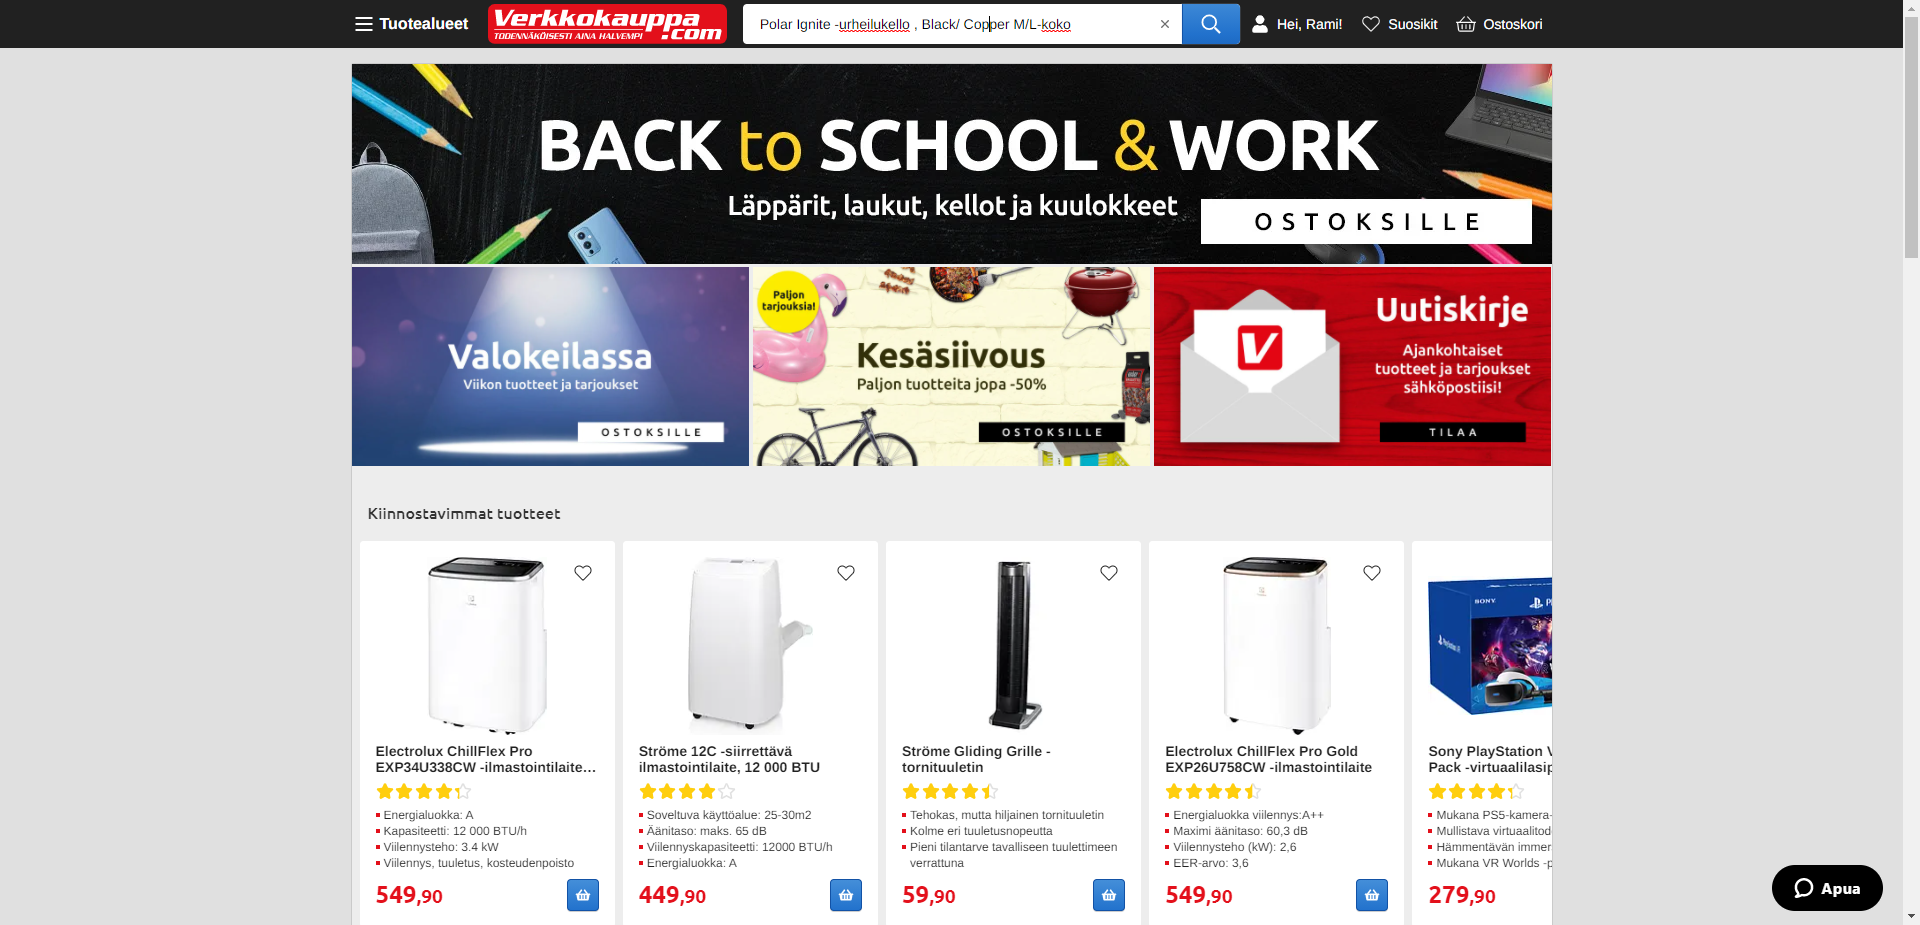 Tuotealueet
Verkkokauppa.com
TODENNÄKÖISESTI AINA HALVEMPI
Polar Ignite -urheilukello , Black/ Copper M/L-koko
Hei, Rami!
Suosikit
Ostoskori
BACK to SCHOOL & WORK
Läppärit, laukut, kellot ja kuulokkeet
OSTOKSILLE
Valokeilassa
Viikon tuotteet ja tarjoukset
OSTOKSILLE
Paljon
tarjouksia!
Kesäsiivous
Paljon tuotteita jopa -50%
OSTOKSILLE
V
Uutiskirje
Ajankohtaiset
tuotteet ja tarjoukset
sähköpostiisi!
TILAA
Kiinnostavimmat tuotteet
Electrolux ChillFlex Pro
EXP34U338CW -ilmastointilaite...
Energialuokka: A
Kapasiteetti: 12 000 BTU/h
Viilennysteho: 3.4 kW
Viilennys, tuuletus, kosteudenpoisto
549,90
Ströme 12C -siirrettävä
ilmastointilaite, 12 000 BTU
Soveltuva käyttöalue: 25-30m2
Äänitaso: maks. 65 dB
Viilennyskapasiteetti: 12000 BTU/h
Energialuokka: A
449,90
Ströme Gliding Grille -
tornituuletin
Tehokas, mutta hiljainen tornituuletin
Kolme eri tuuletusnopeutta
Pieni tilantarve tavalliseen tuulettimeen
verrattuna
59,90
Electrolux ChillFlex Pro Gold
EXP26U758CW -ilmastointilaite
Energialuokka viilennys:A++
Maximi äänitaso: 60,3 dB
Viilennysteho (kW): 2,6
EER-arvo: 3,6
549,90
SONY
Sony PlayStation V
Pack -virtuaalilasip
Mukana PS5-kamera-
Mullistava virtuaalitod
Hämmentävän immer
Mukana VR Worlds -p
279,90
Apua